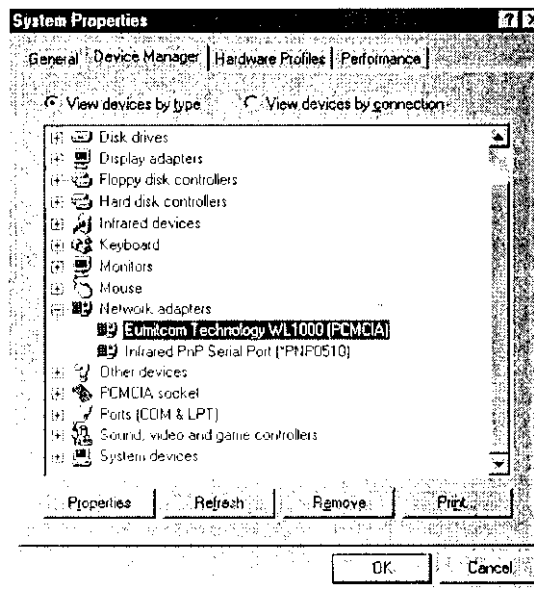 System Properties
General Device Manager Hardware Profiles Performance
View devices by type View devices by connection
Disk drives
Display adapters
Floppy disk controllers
Hard disk controllers
Infrared devices
Keyboard
Monitors
Mouse
Network adapters
Eumitcom Technology WL1000 (PCMCIA)
Infrared PnP Serial Port (*PNP0510)
Other devices
PCMCIA socket
Ports (COM & LPT)
Sound, video and game controllers
System devices
Properties Refresh Remove Print...
OK Cancel